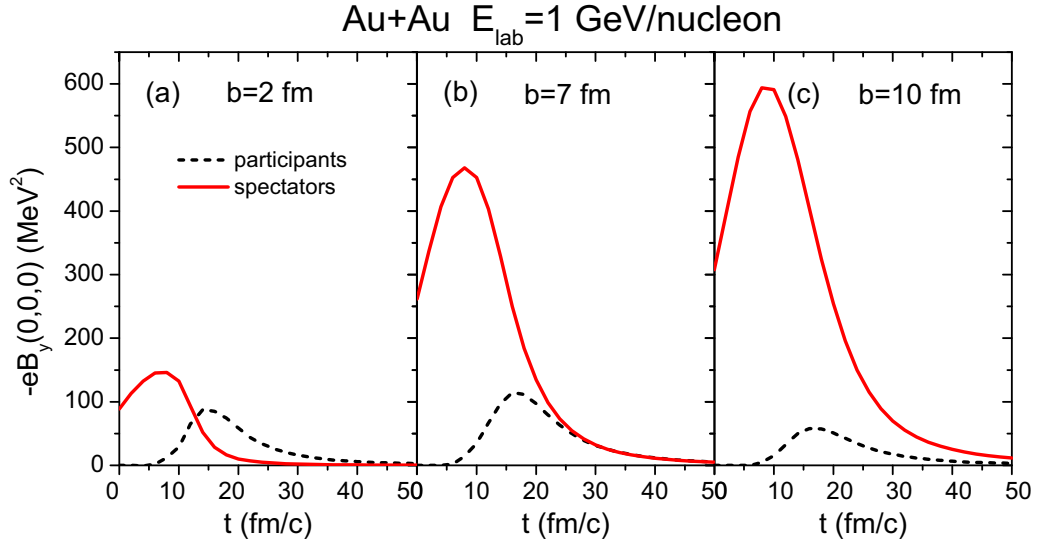 Au+Au E_lab=1 GeV/nucleon
(a) b=2 fm
(b) b=7 fm
(c) b=10 fm
participants
spectators
-eB_y(0,0,0) (MeV^2)
600
500
400
300
200
100
0
0 10 20 30 40 50
0 10 20 30 40 50
0 10 20 30 40 50
t (fm/c)
t (fm/c)
t (fm/c)